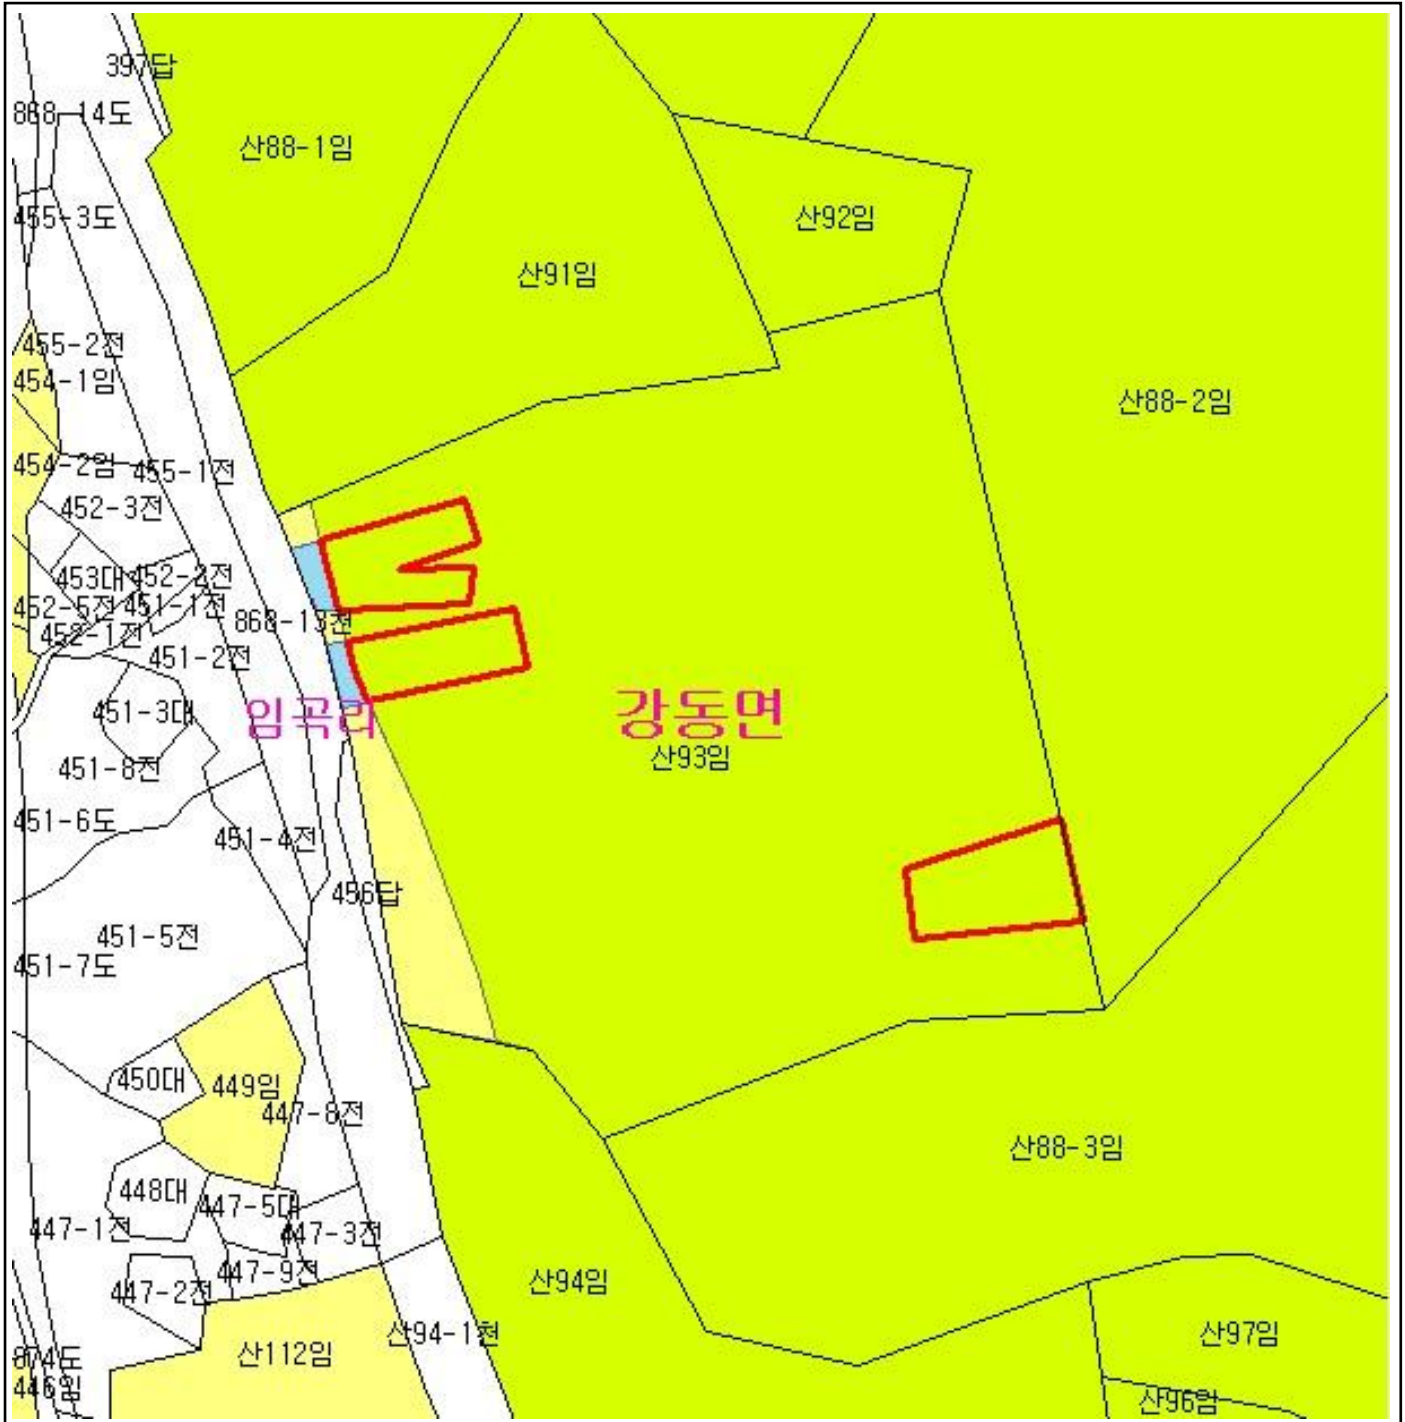 397답
868-14도
산88-1임
455-3도
산92임
산91임
455-2전
454-1임
산88-2임
454-2임
455-1전
452-3전
453대
452-2전
452-5전
451-1전
868-13천
452-1전
451-2전
임곡리
강동면
451-3대
산93임
451-8전
451-6도
451-4전
456답
451-5전
451-7도
450대
449임
447-8전
산88-3임
448대
447-5대
447-1전
447-3전
447-9전
산94임
447-2전
산94-1천
산97임
산112임
874도
446임
산96임